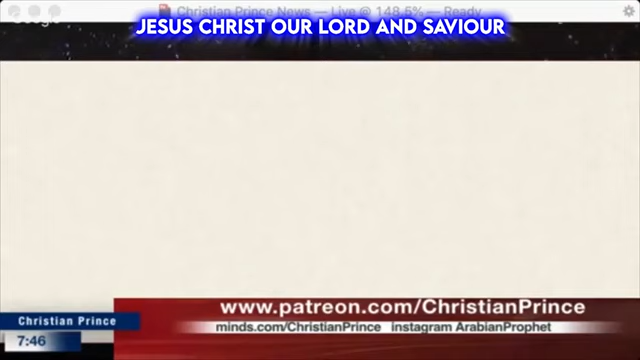 Christian Prince News — Live @ 148.5% — Ready
JESUS CHRIST OUR LORD AND SAVIOUR
www.patreon.com/ChristianPrince
Christian Prince
minds.com/ChristianPrince instagram ArabianProphet
7:46